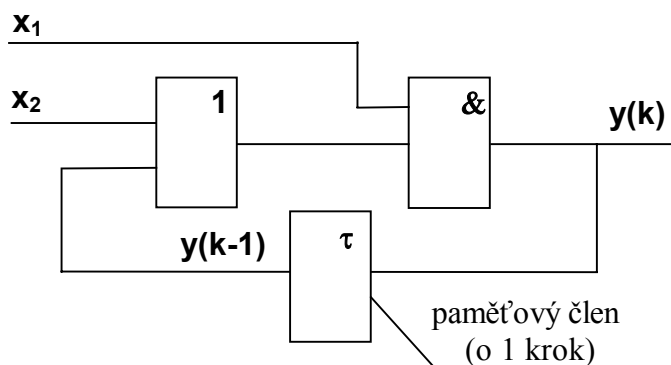 x₁
x₂
1
&
y(k)
y(k-1)
τ
paměťový člen
(o 1 krok)